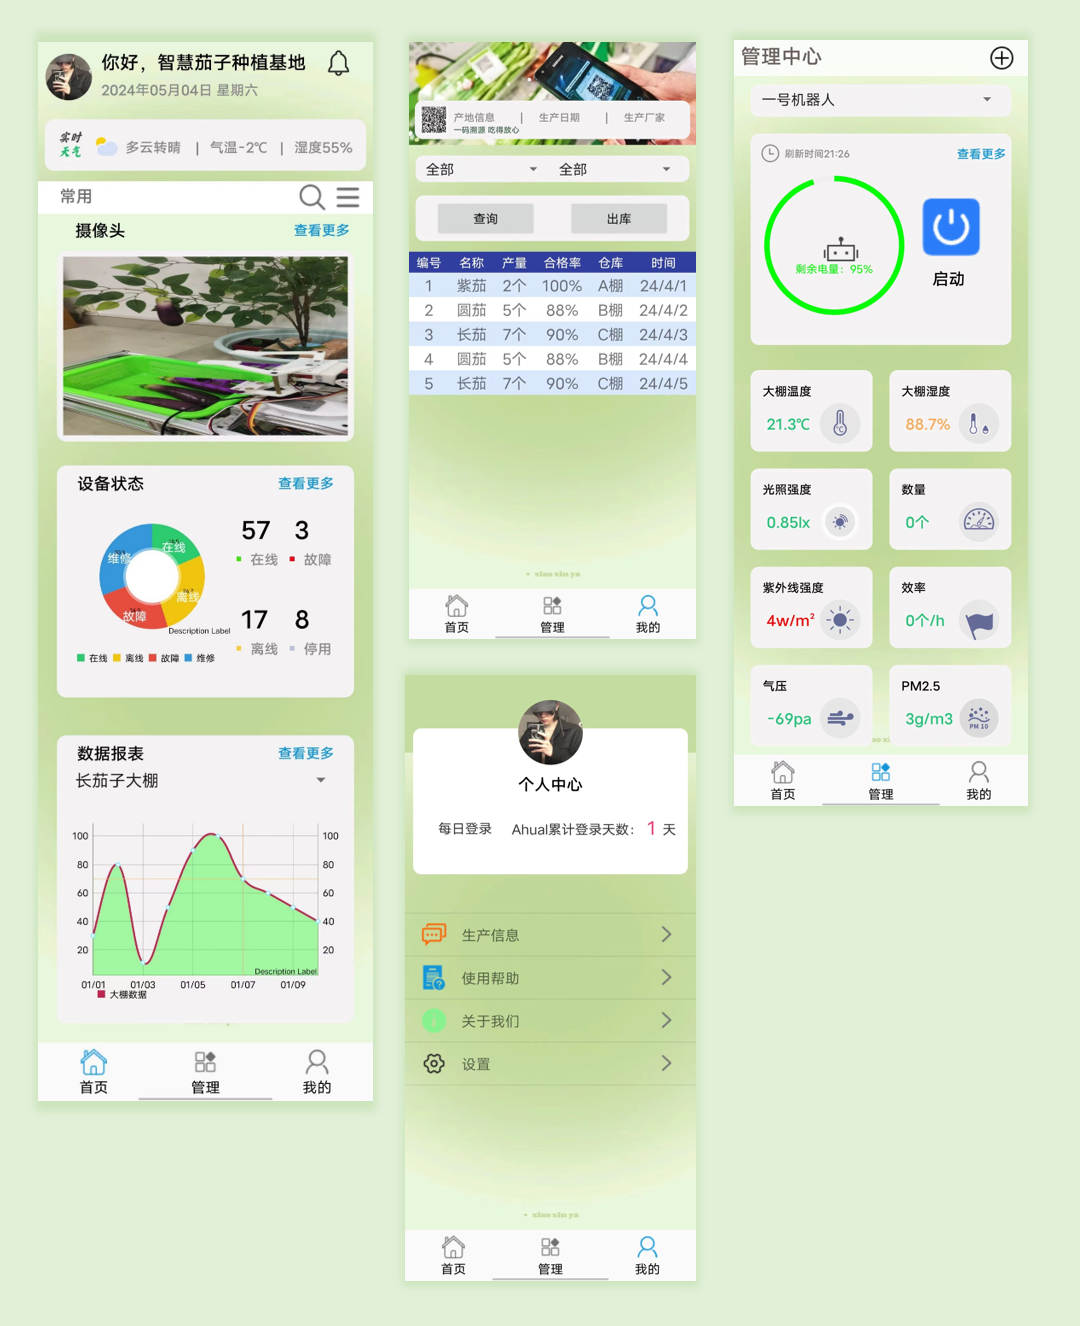 你好，智慧茄子种植基地
2024年05月04日 星期六
实时
天气
多云转晴 | 气温-2℃ | 湿度55%
常用
摄像头 查看更多
设备状态 查看更多
在线
离线
故障
维修
Description Label
在线 离线 故障 维修
57 3
在线 故障
17 8
离线 停用
数据报表 查看更多
长茄子大棚
100 100
80 80
60 60
40 40
20 20
Description Label
01/01 01/03 01/05 01/07 01/09
大棚数据
首页 管理 我的
产地信息 | 生产日期 | 生产厂家
一码溯源 吃得放心
全部 全部
查询 出库
编号 名称 产量 合格率 仓库 时间
1 紫茄 2个 100% A棚 24/4/1
2 圆茄 5个 88% B棚 24/4/2
3 长茄 7个 90% C棚 24/4/3
4 圆茄 5个 88% B棚 24/4/4
5 长茄 7个 90% C棚 24/4/5
xiao xin ya
首页 管理 我的
个人中心
每日登录 Ahual累计登录天数： 1 天
生产信息
使用帮助
关于我们
设置
xiao xin ya
首页 管理 我的
管理中心
一号机器人
刷新时间21:26 查看更多
剩余电量：95%
启动
大棚温度 大棚湿度
21.3℃ 88.7%
光照强度 数量
0.85lx 0个
紫外线强度 效率
4w/m² 0个/h
气压 PM2.5
-69pa 3g/m3
PM 10
首页 管理 我的